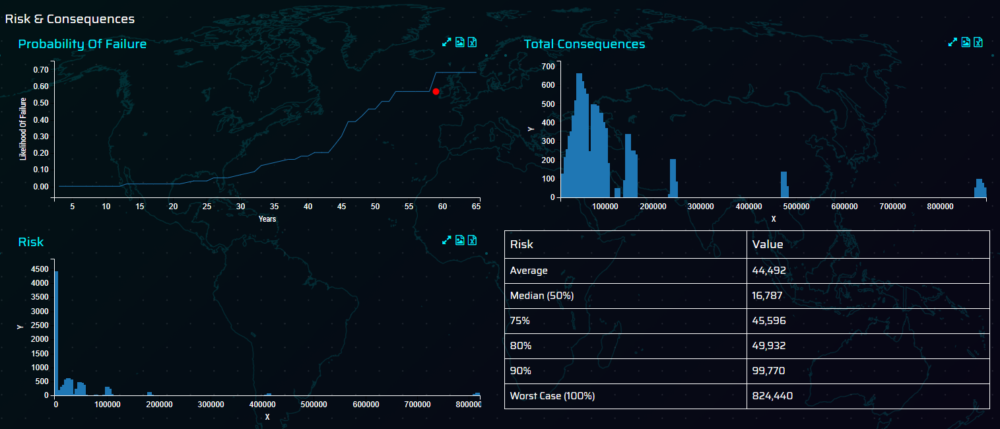 Risk & Consequences
Probability Of Failure
0.70
0.60
0.50
0.40
0.30
0.20
0.10
0.00
Likelihood Of Failure
5 10 15 20 25 30 35 40 45 50 55 60 65
Years
Total Consequences
700
600
500
400
300
200
100
0
Y
100000 200000 300000 400000 500000 600000 700000 800000
X
Risk
4500
4000
3500
3000
2500
2000
1500
1000
500
0
Y
0 100000 200000 300000 400000 500000 600000 700000 800000
X
Risk Value
Average 44,492
Median (50%) 16,787
75% 45,596
80% 49,932
90% 99,770
Worst Case (100%) 824,440